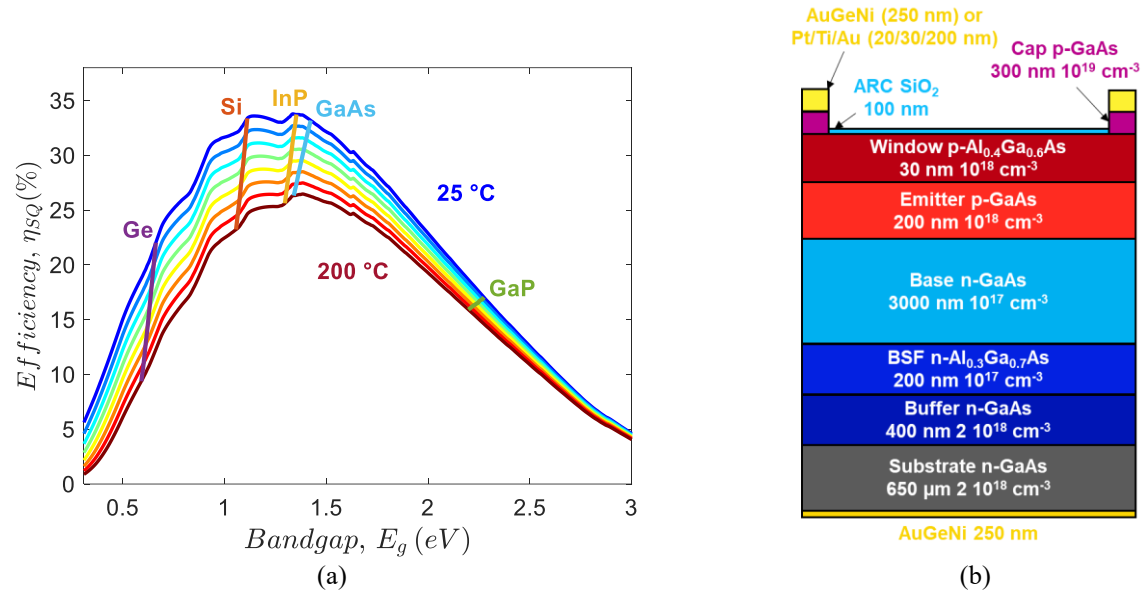 (a)
Efficiency, η_SQ(%)
35
30
25
20
15
10
5
0
0.5
1
1.5
2
2.5
3
Bandgap, E_g (eV)
Ge
Si
InP
GaAs
GaP
25 °C
200 °C
(a)
(b)
AuGeNi (250 nm) or
Pt/Ti/Au (20/30/200 nm)
Cap p-GaAs
300 nm 10¹⁹ cm⁻³
ARC SiO₂
100 nm
Window p-Al₀.₄Ga₀.₆As
30 nm 10¹⁸ cm⁻³
Emitter p-GaAs
200 nm 10¹⁸ cm⁻³
Base n-GaAs
3000 nm 10¹⁷ cm⁻³
BSF n-Al₀.₃Ga₀.₇As
200 nm 10¹⁷ cm⁻³
Buffer n-GaAs
400 nm 2 10¹⁸ cm⁻³
Substrate n-GaAs
650 µm 2 10¹⁸ cm⁻³
AuGeNi 250 nm
(b)